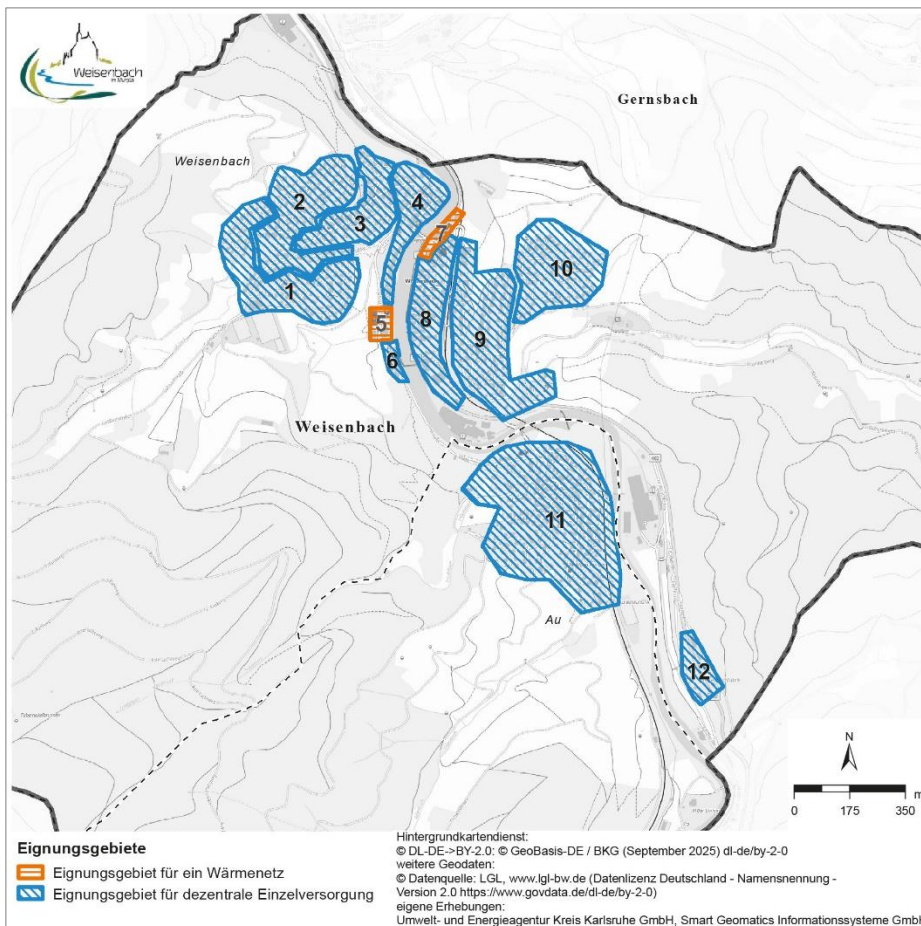 Weisenbach
im Murgtal
Gernsbach
Weisenbach
2
3
4
7
10
1
5
8
9
6
Weisenbach
11
Au
12
N
m
0 175 350
Eignungsgebiete
Eignungsgebiet für ein Wärmenetz
Eignungsgebiet für dezentrale Einzelversorgung
Hintergrundkartendienst:
© DL-DE->BY-2.0: © GeoBasis-DE / BKG (September 2025) dl-de/by-2-0
weitere Geodaten:
© Datenquelle: LGL, www.lgl-bw.de (Datenlizenz Deutschland - Namensnennung -
Version 2.0 https://www.govdata.de/dl-de/by-2-0)
eigene Erhebungen:
Umwelt- und Energieagentur Kreis Karlsruhe GmbH, Smart Geomatics Informationssysteme GmbH